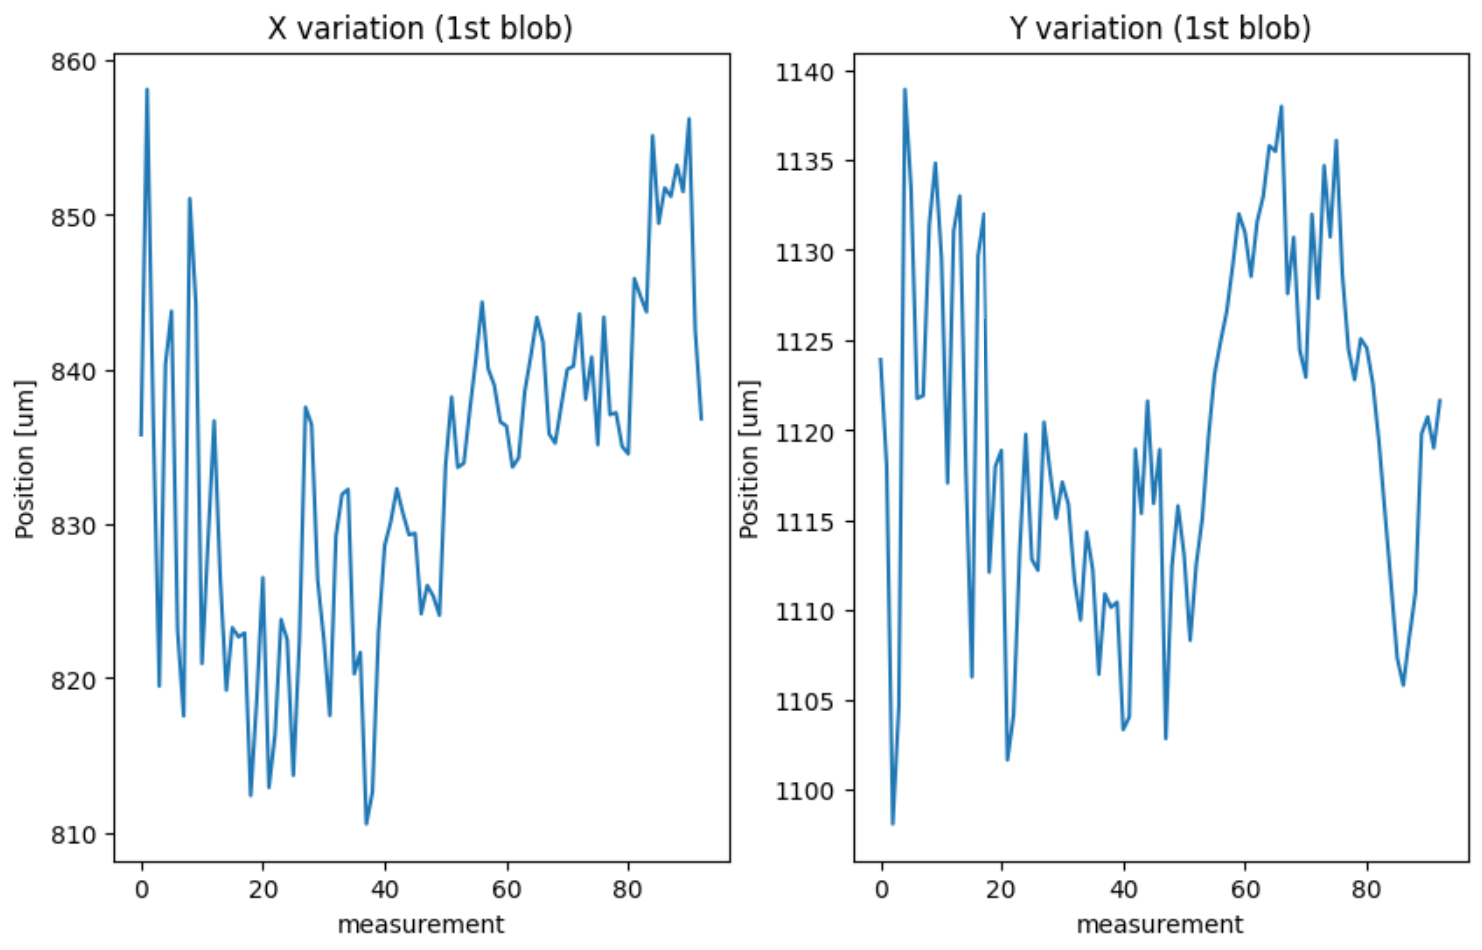 X variation (1st blob)
860
850
840
830
820
810
Position [um]
0 20 40 60 80
measurement
Y variation (1st blob)
1140
1135
1130
1125
1120
1115
1110
1105
1100
Position [um]
0 20 40 60 80
measurement